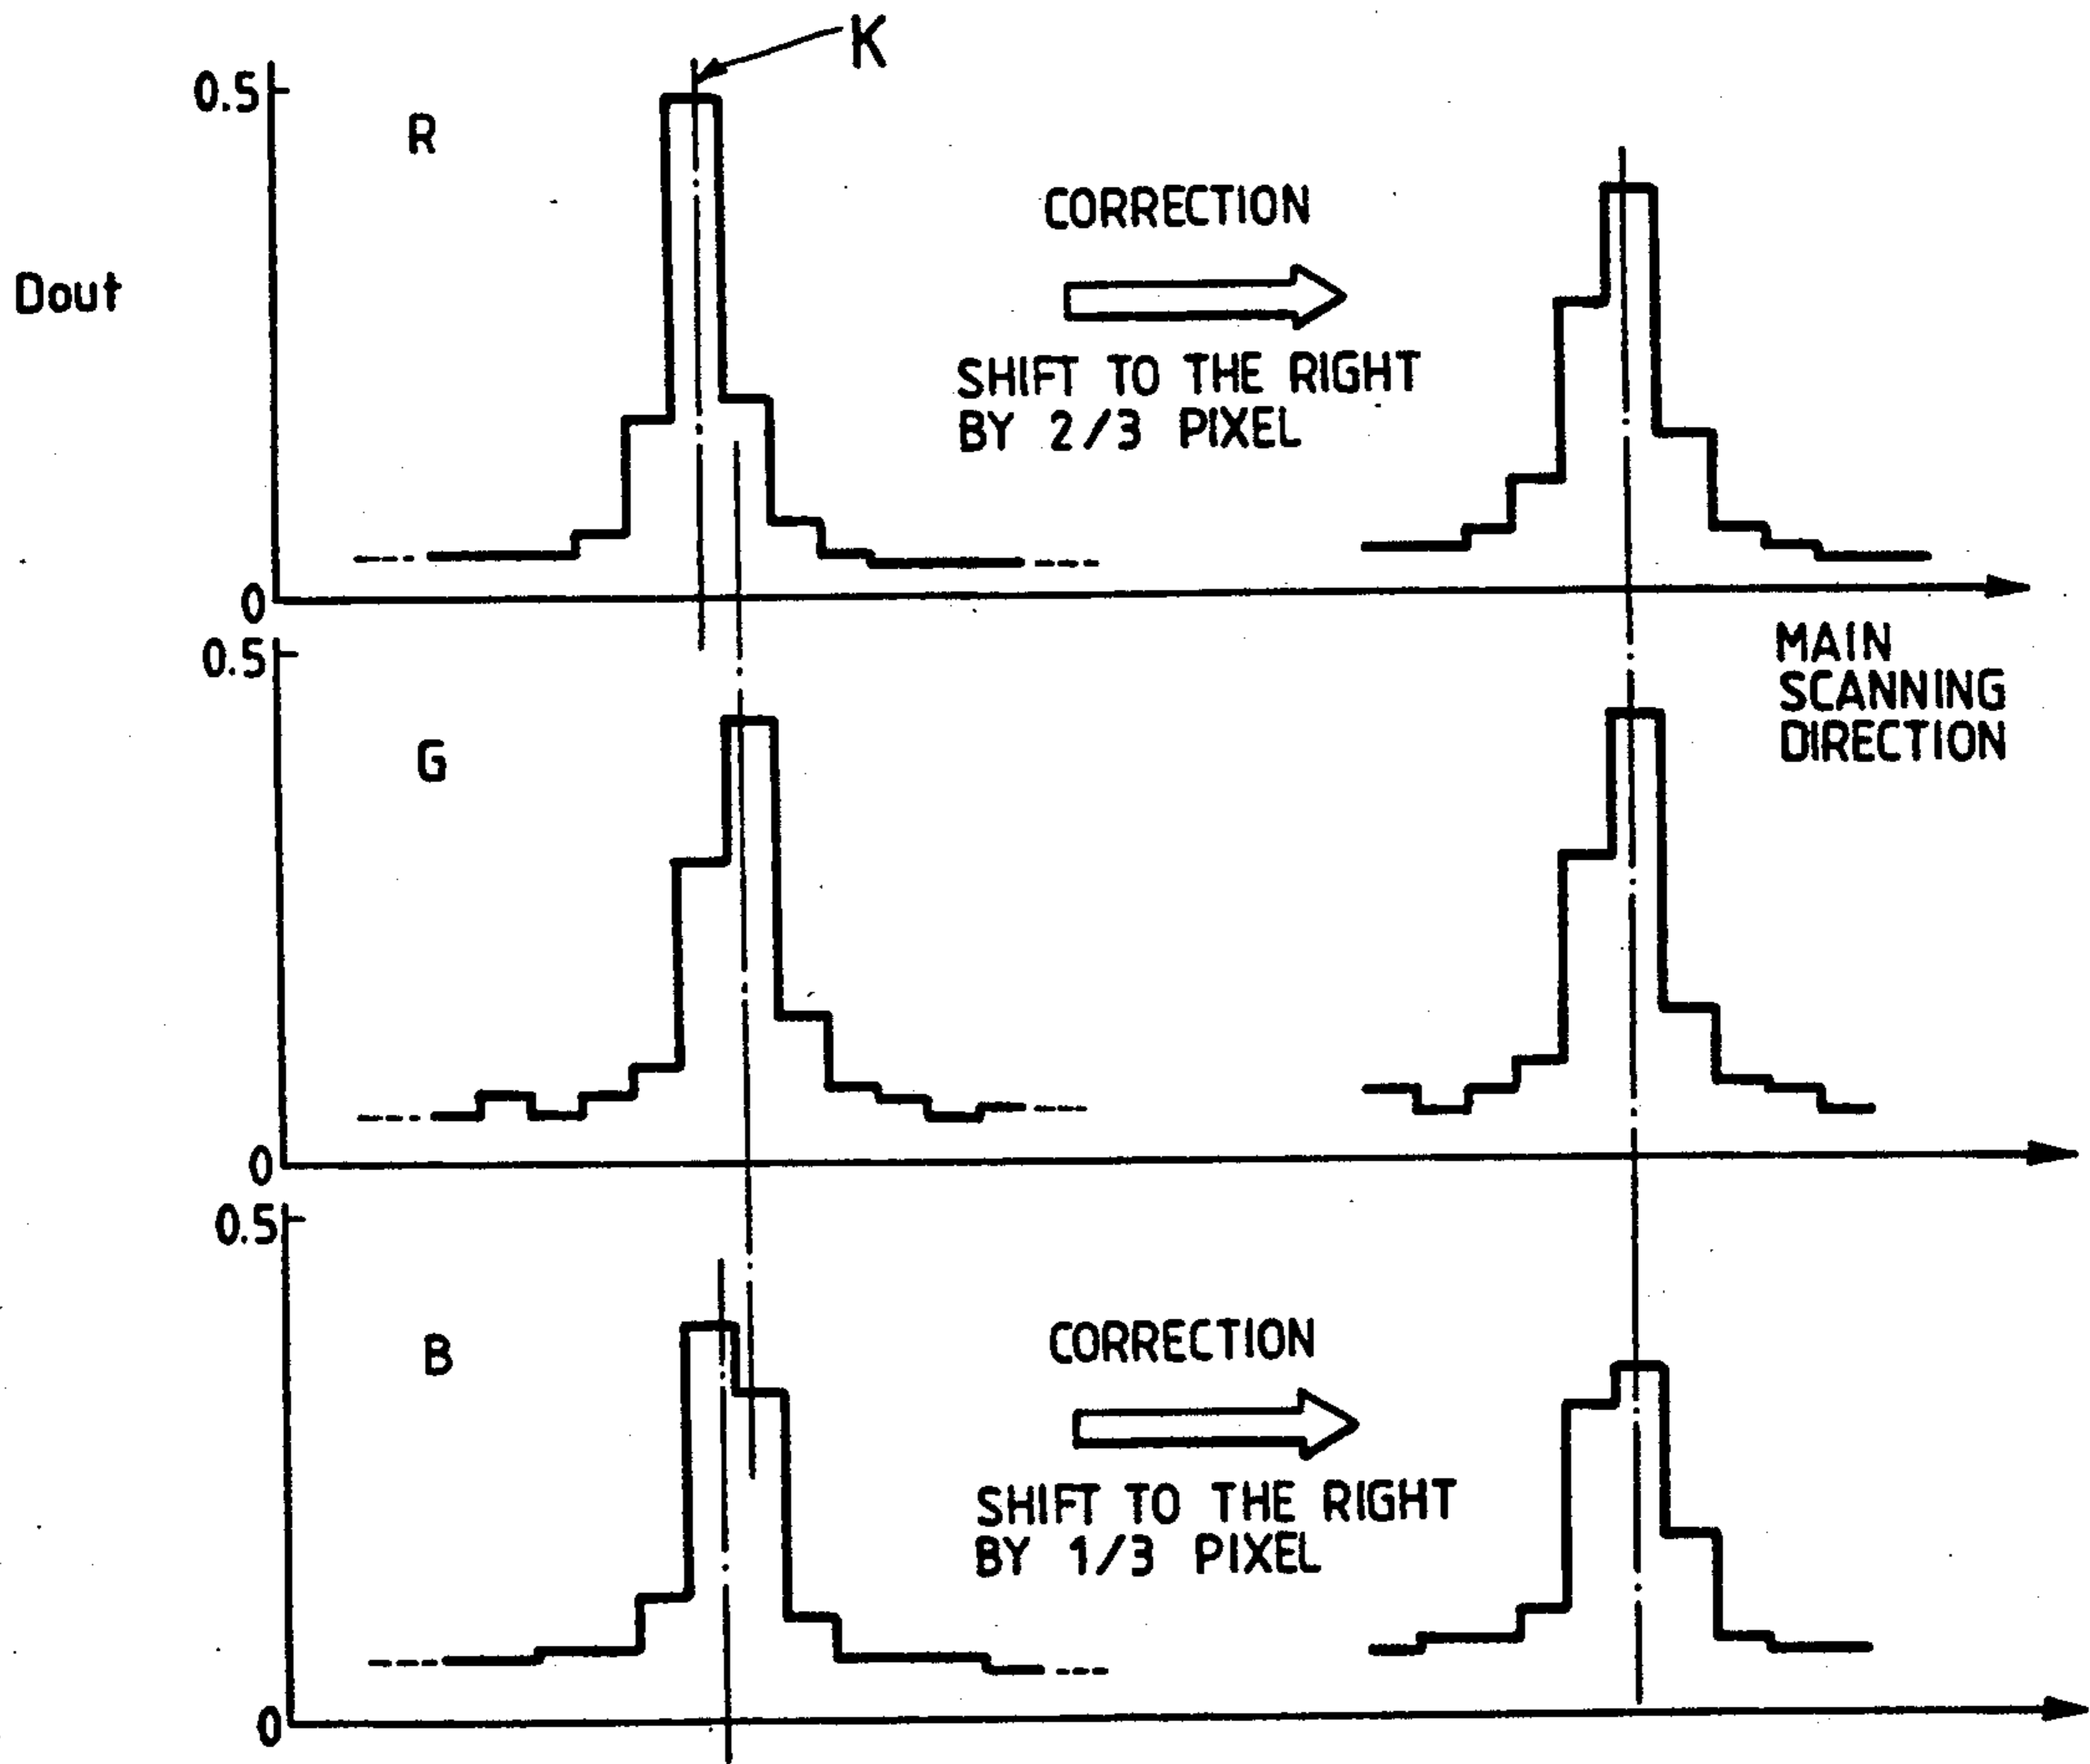 K
0.5
R
CORRECTION
Dout
SHIFT TO THE RIGHT
BY 2/3 PIXEL
0
MAIN
SCANNING
DIRECTION
0.5
G
0
0.5
B
CORRECTION
SHIFT TO THE RIGHT
BY 1/3 PIXEL
0